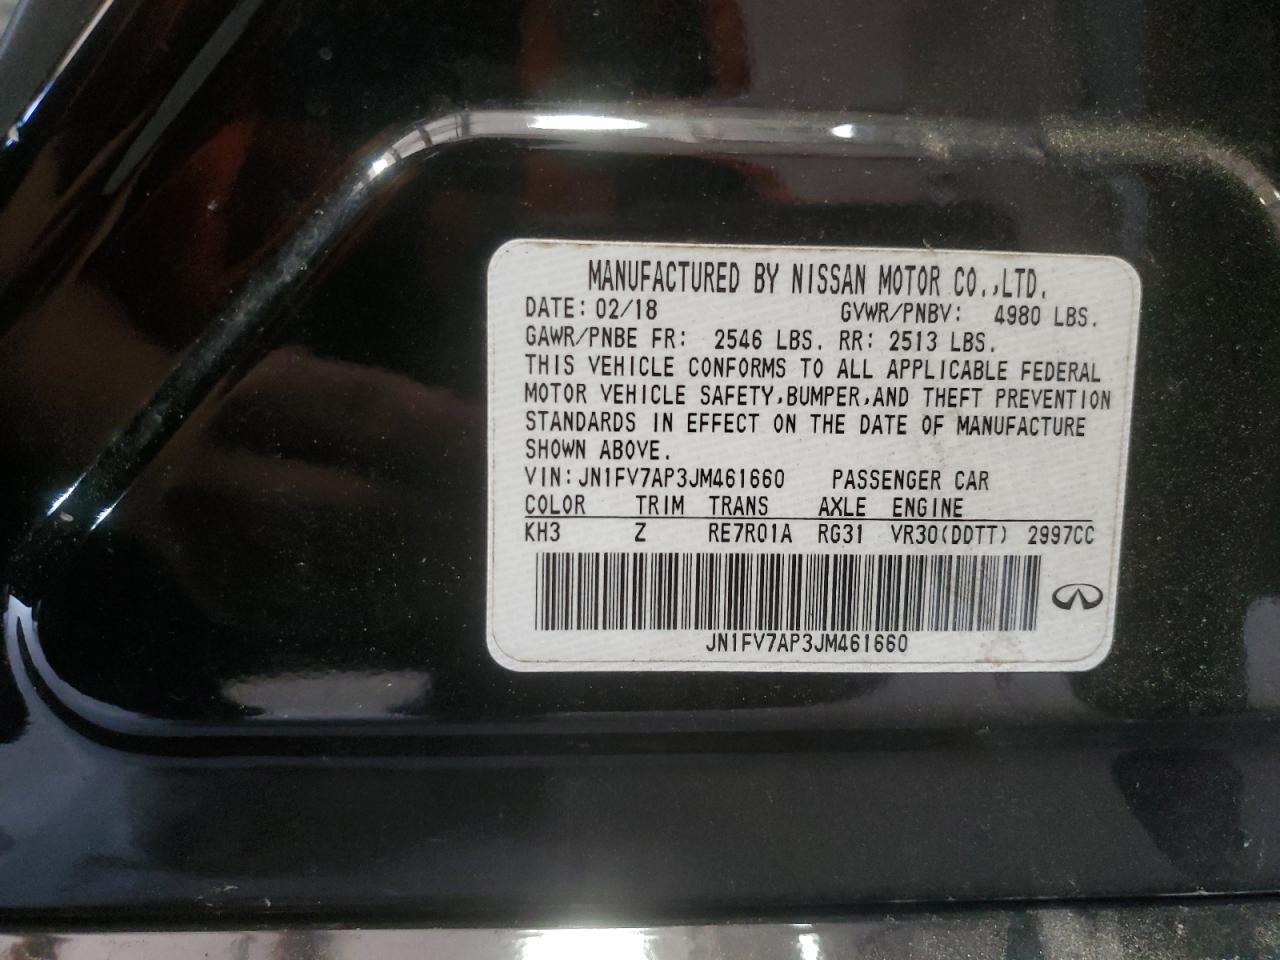 MANUFACTURED BY NISSAN MOTOR CO.,LTD.
DATE: 02/18 GVWR/PNBV: 4980 LBS.
GAWR/PNBE FR: 2546 LBS. RR: 2513 LBS.
THIS VEHICLE CONFORMS TO ALL APPLICABLE FEDERAL
MOTOR VEHICLE SAFETY,BUMPER,AND THEFT PREVENTION
STANDARDS IN EFFECT ON THE DATE OF MANUFACTURE
SHOWN ABOVE.
VIN: JN1FV7AP3JM461660 PASSENGER CAR
COLOR TRIM TRANS AXLE ENGINE
KH3 Z RE7R01A RG31 VR30(DDTT) 2997CC
JN1FV7AP3JM461660